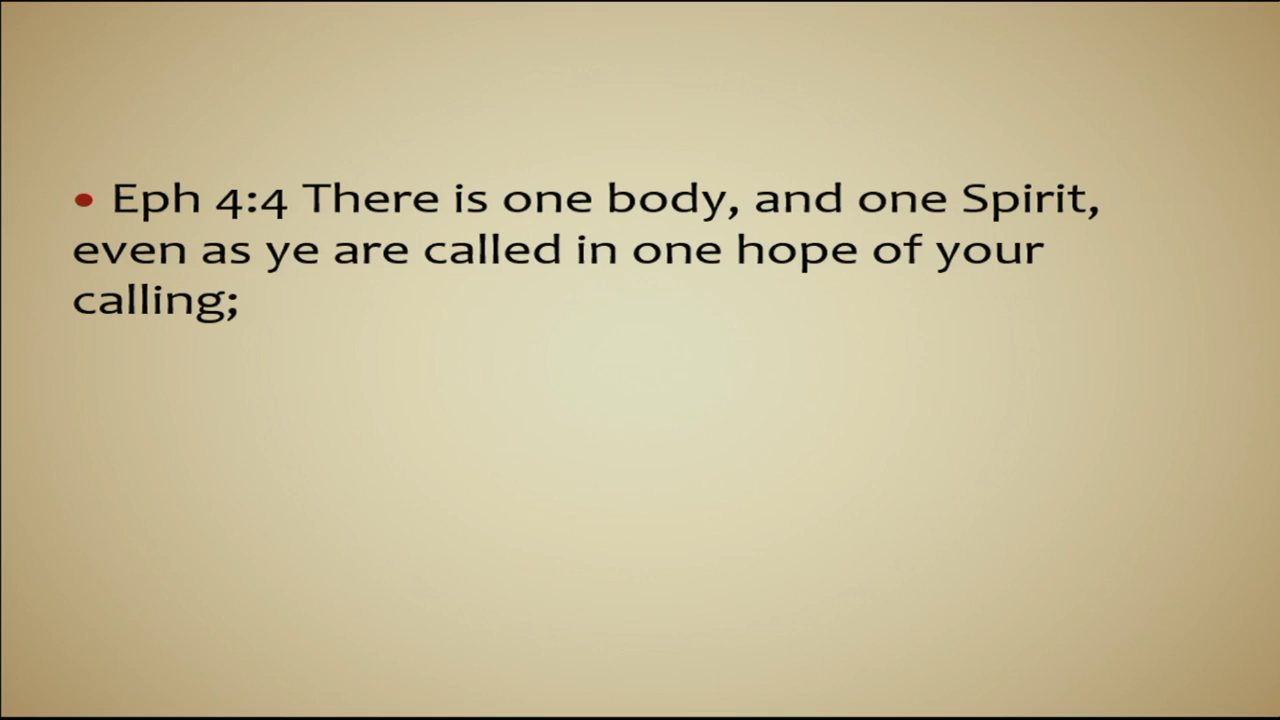 • Eph 4:4 There is one body, and one Spirit,
even as ye are called in one hope of your
calling;